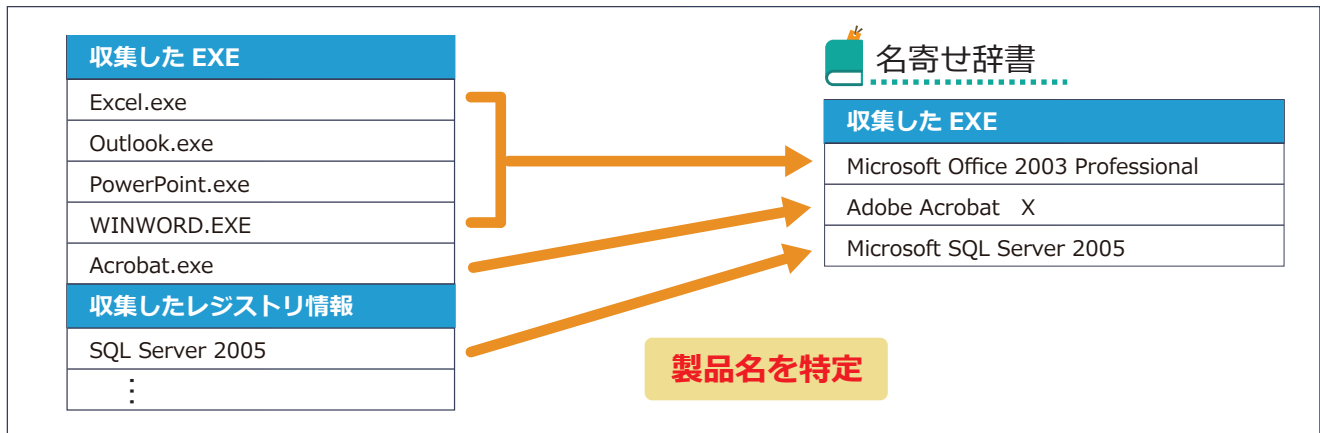 収集した EXE
Excel.exe
Outlook.exe
PowerPoint.exe
WINWORD.EXE
Acrobat.exe
収集したレジストリ情報
SQL Server 2005
⋮
名寄せ辞書
収集した EXE
Microsoft Office 2003 Professional
Adobe Acrobat　X
Microsoft SQL Server 2005
製品名を特定